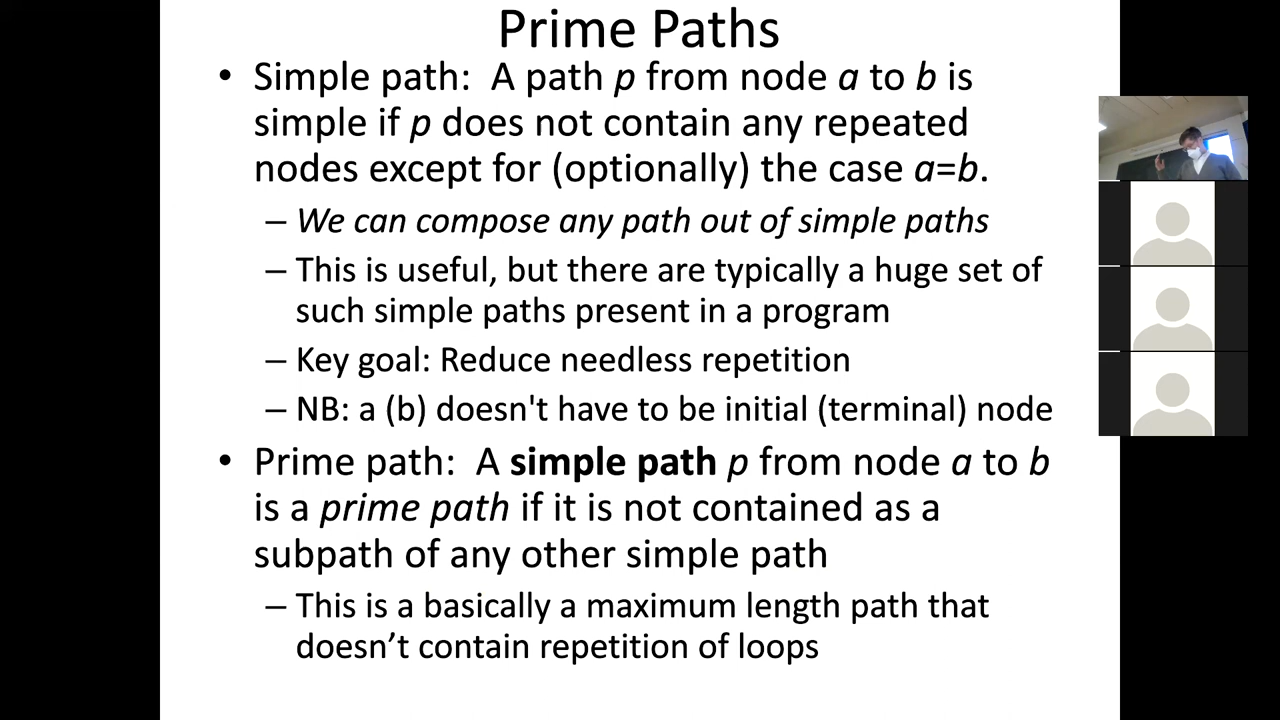 Prime Paths
• Simple path:  A path p from node a to b is
simple if p does not contain any repeated
nodes except for (optionally) the case a=b.
– We can compose any path out of simple paths
– This is useful, but there are typically a huge set of
such simple paths present in a program
– Key goal: Reduce needless repetition
– NB: a (b) doesn't have to be initial (terminal) node
• Prime path:  A simple path p from node a to b
is a prime path if it is not contained as a
subpath of any other simple path
– This is a basically a maximum length path that
doesn’t contain repetition of loops